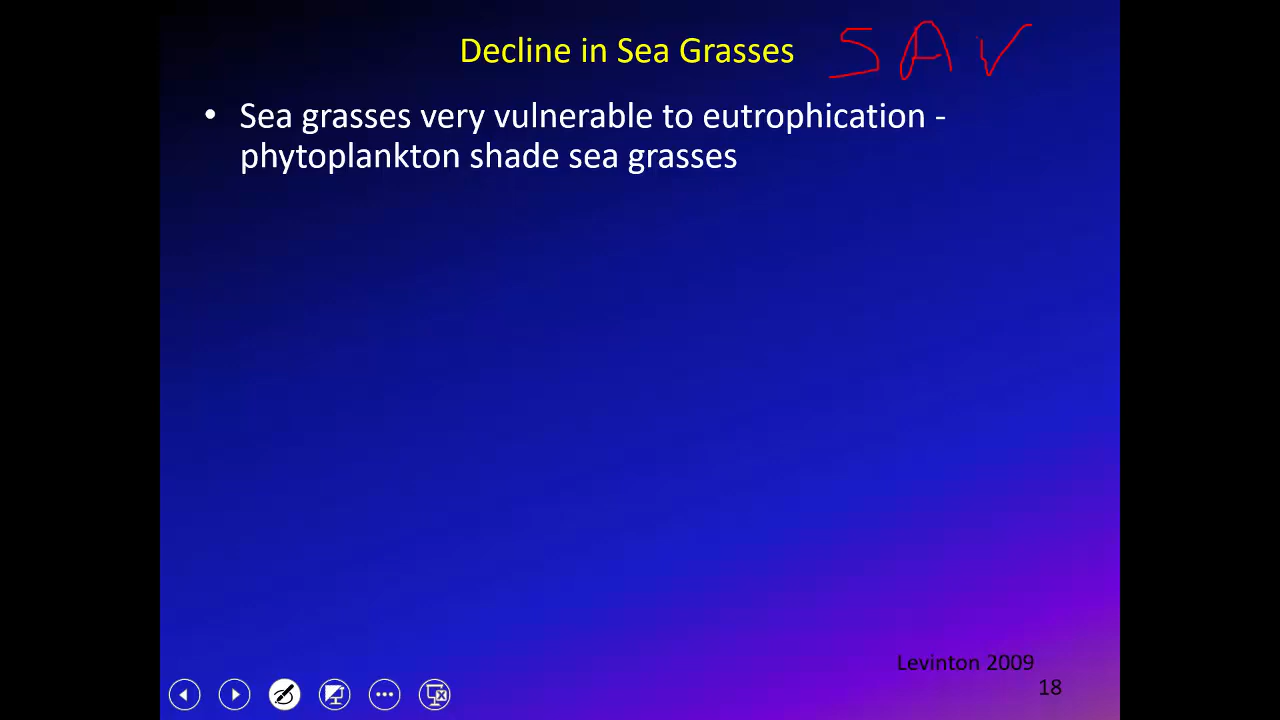 Decline in Sea Grasses SAV
• Sea grasses very vulnerable to eutrophication -
phytoplankton shade sea grasses
Levinton 2009
18